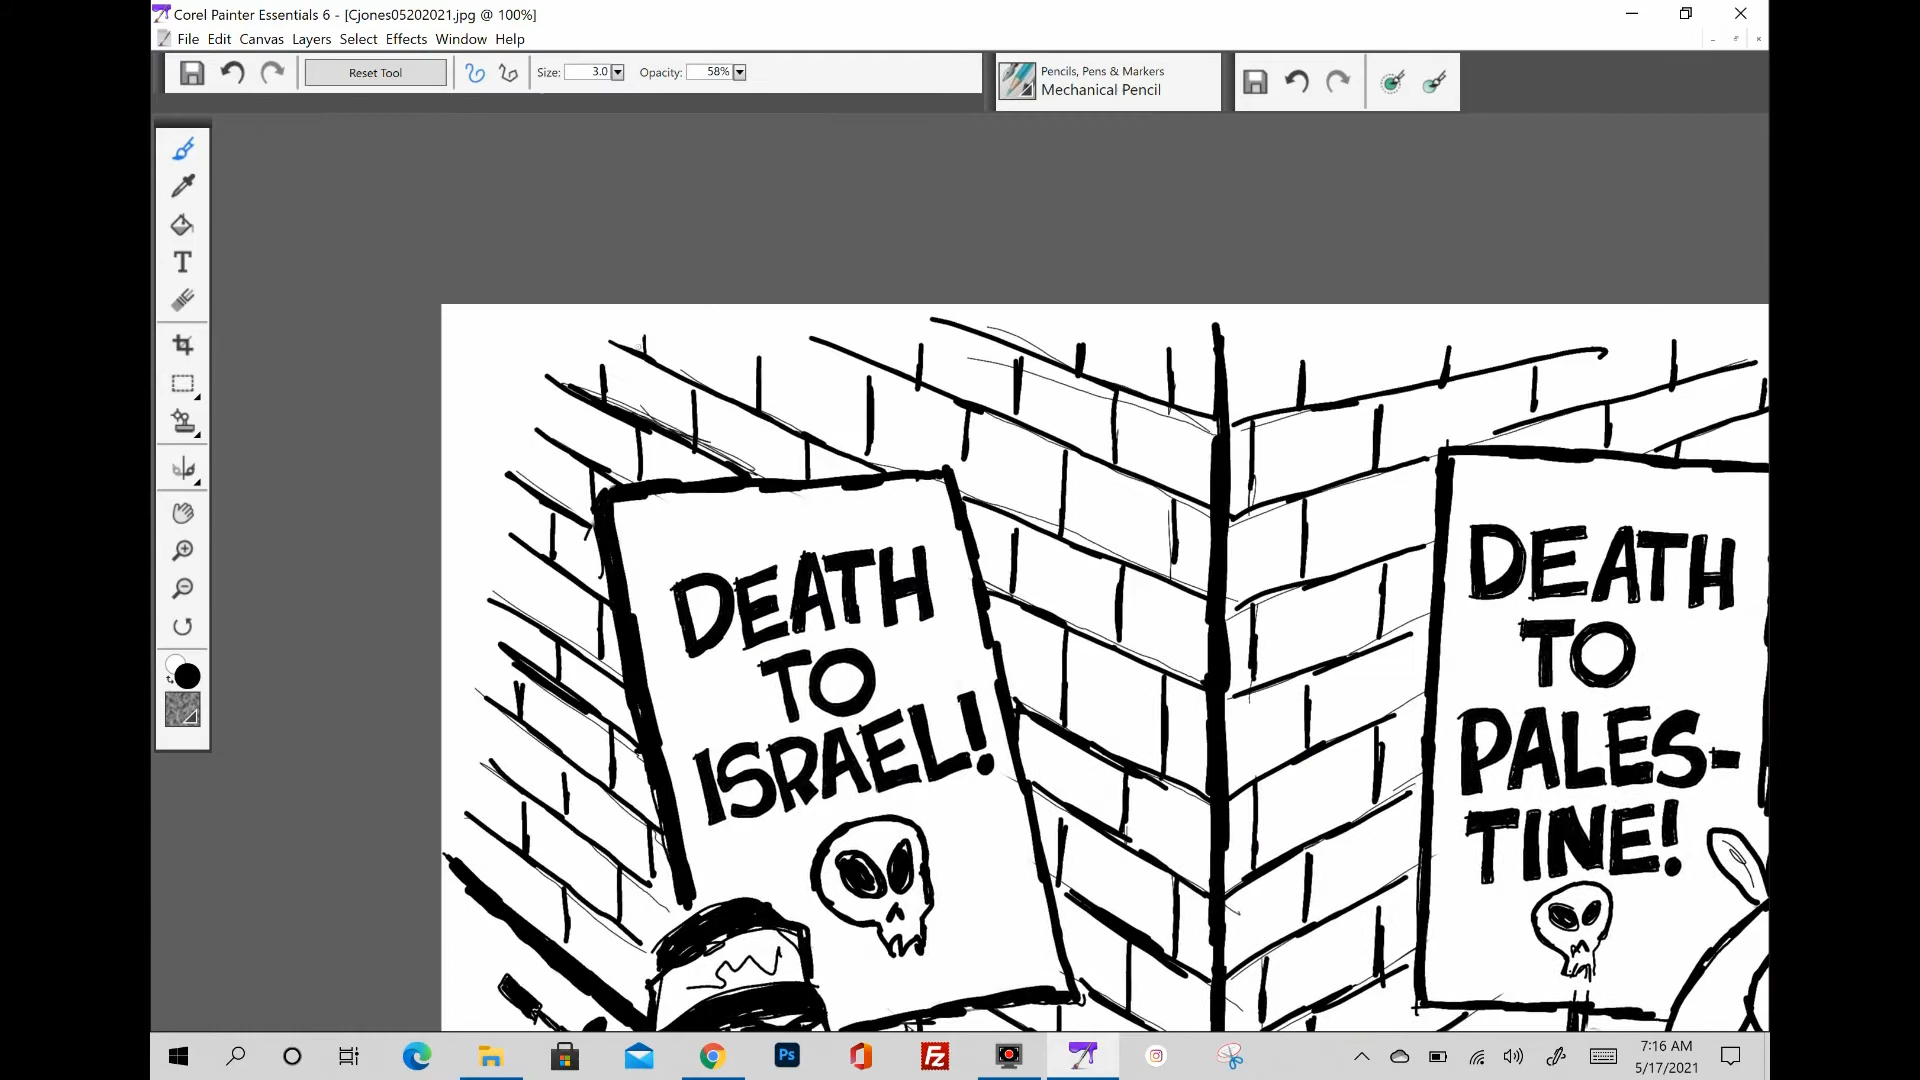 Corel Painter Essentials 6 - [Cjones05202021.jpg @ 100%]
File Edit Canvas Layers Select Effects Window Help
Reset Tool Size: 3.0 Opacity: 58%
Pencils, Pens & Markers
Mechanical Pencil
T
DEATH
TO
ISRAEL!
DEATH
TO
PALES-
TINE!
Ps
Fz
7:16 AM
5/17/2021